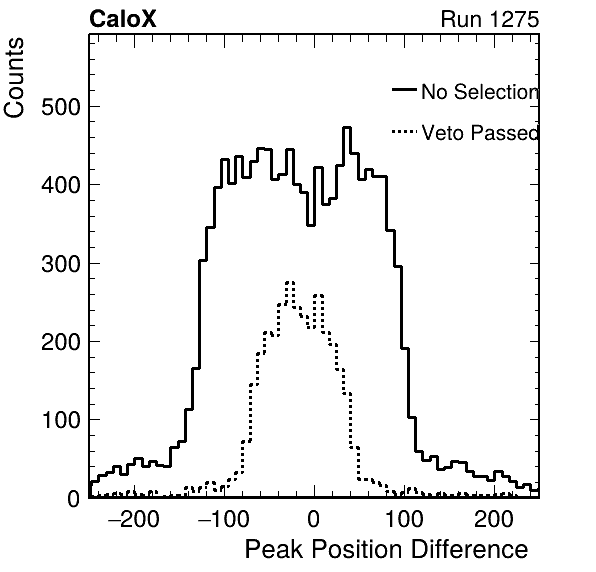 CaloX Run 1275
Counts
No Selection
Veto Passed
500
400
300
200
100
0
−200 −100 0 100 200
Peak Position Difference